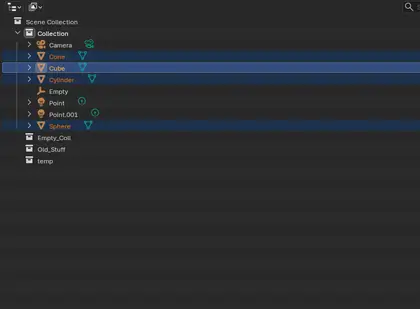 Scene Collection
Collection
Camera
Cone
Cube
Cylinder
Empty
Point
Point.001
Sphere
Empty_Coll
Old_Stuff
temp